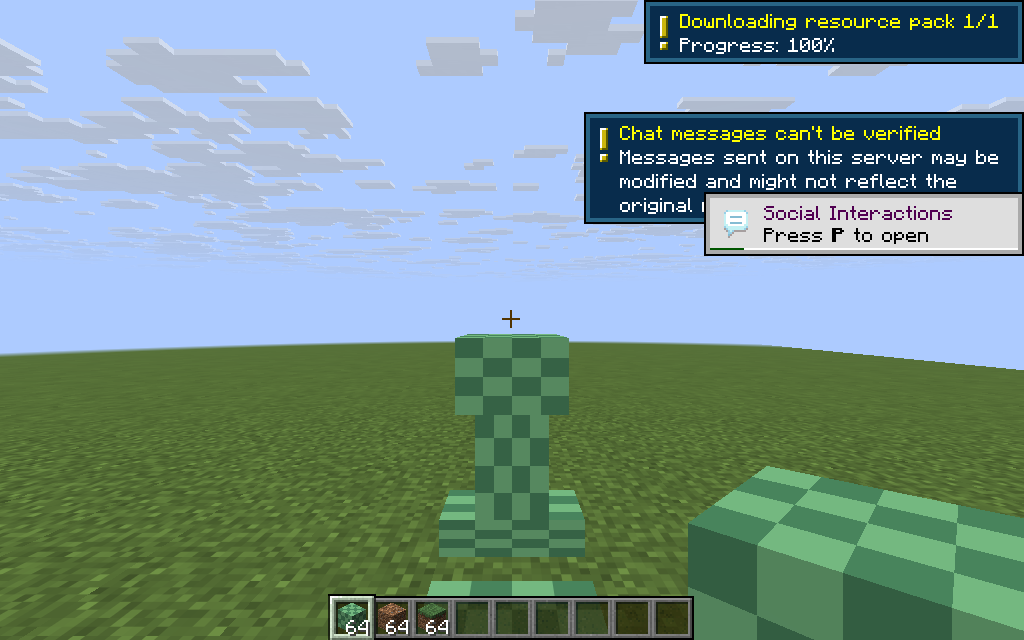 Downloading resource pack 1/1
Progress: 100%
Chat messages can't be verified
Messages sent on this server may be
modified and might not reflect the
original
Social Interactions
Press P to open
64 64 64